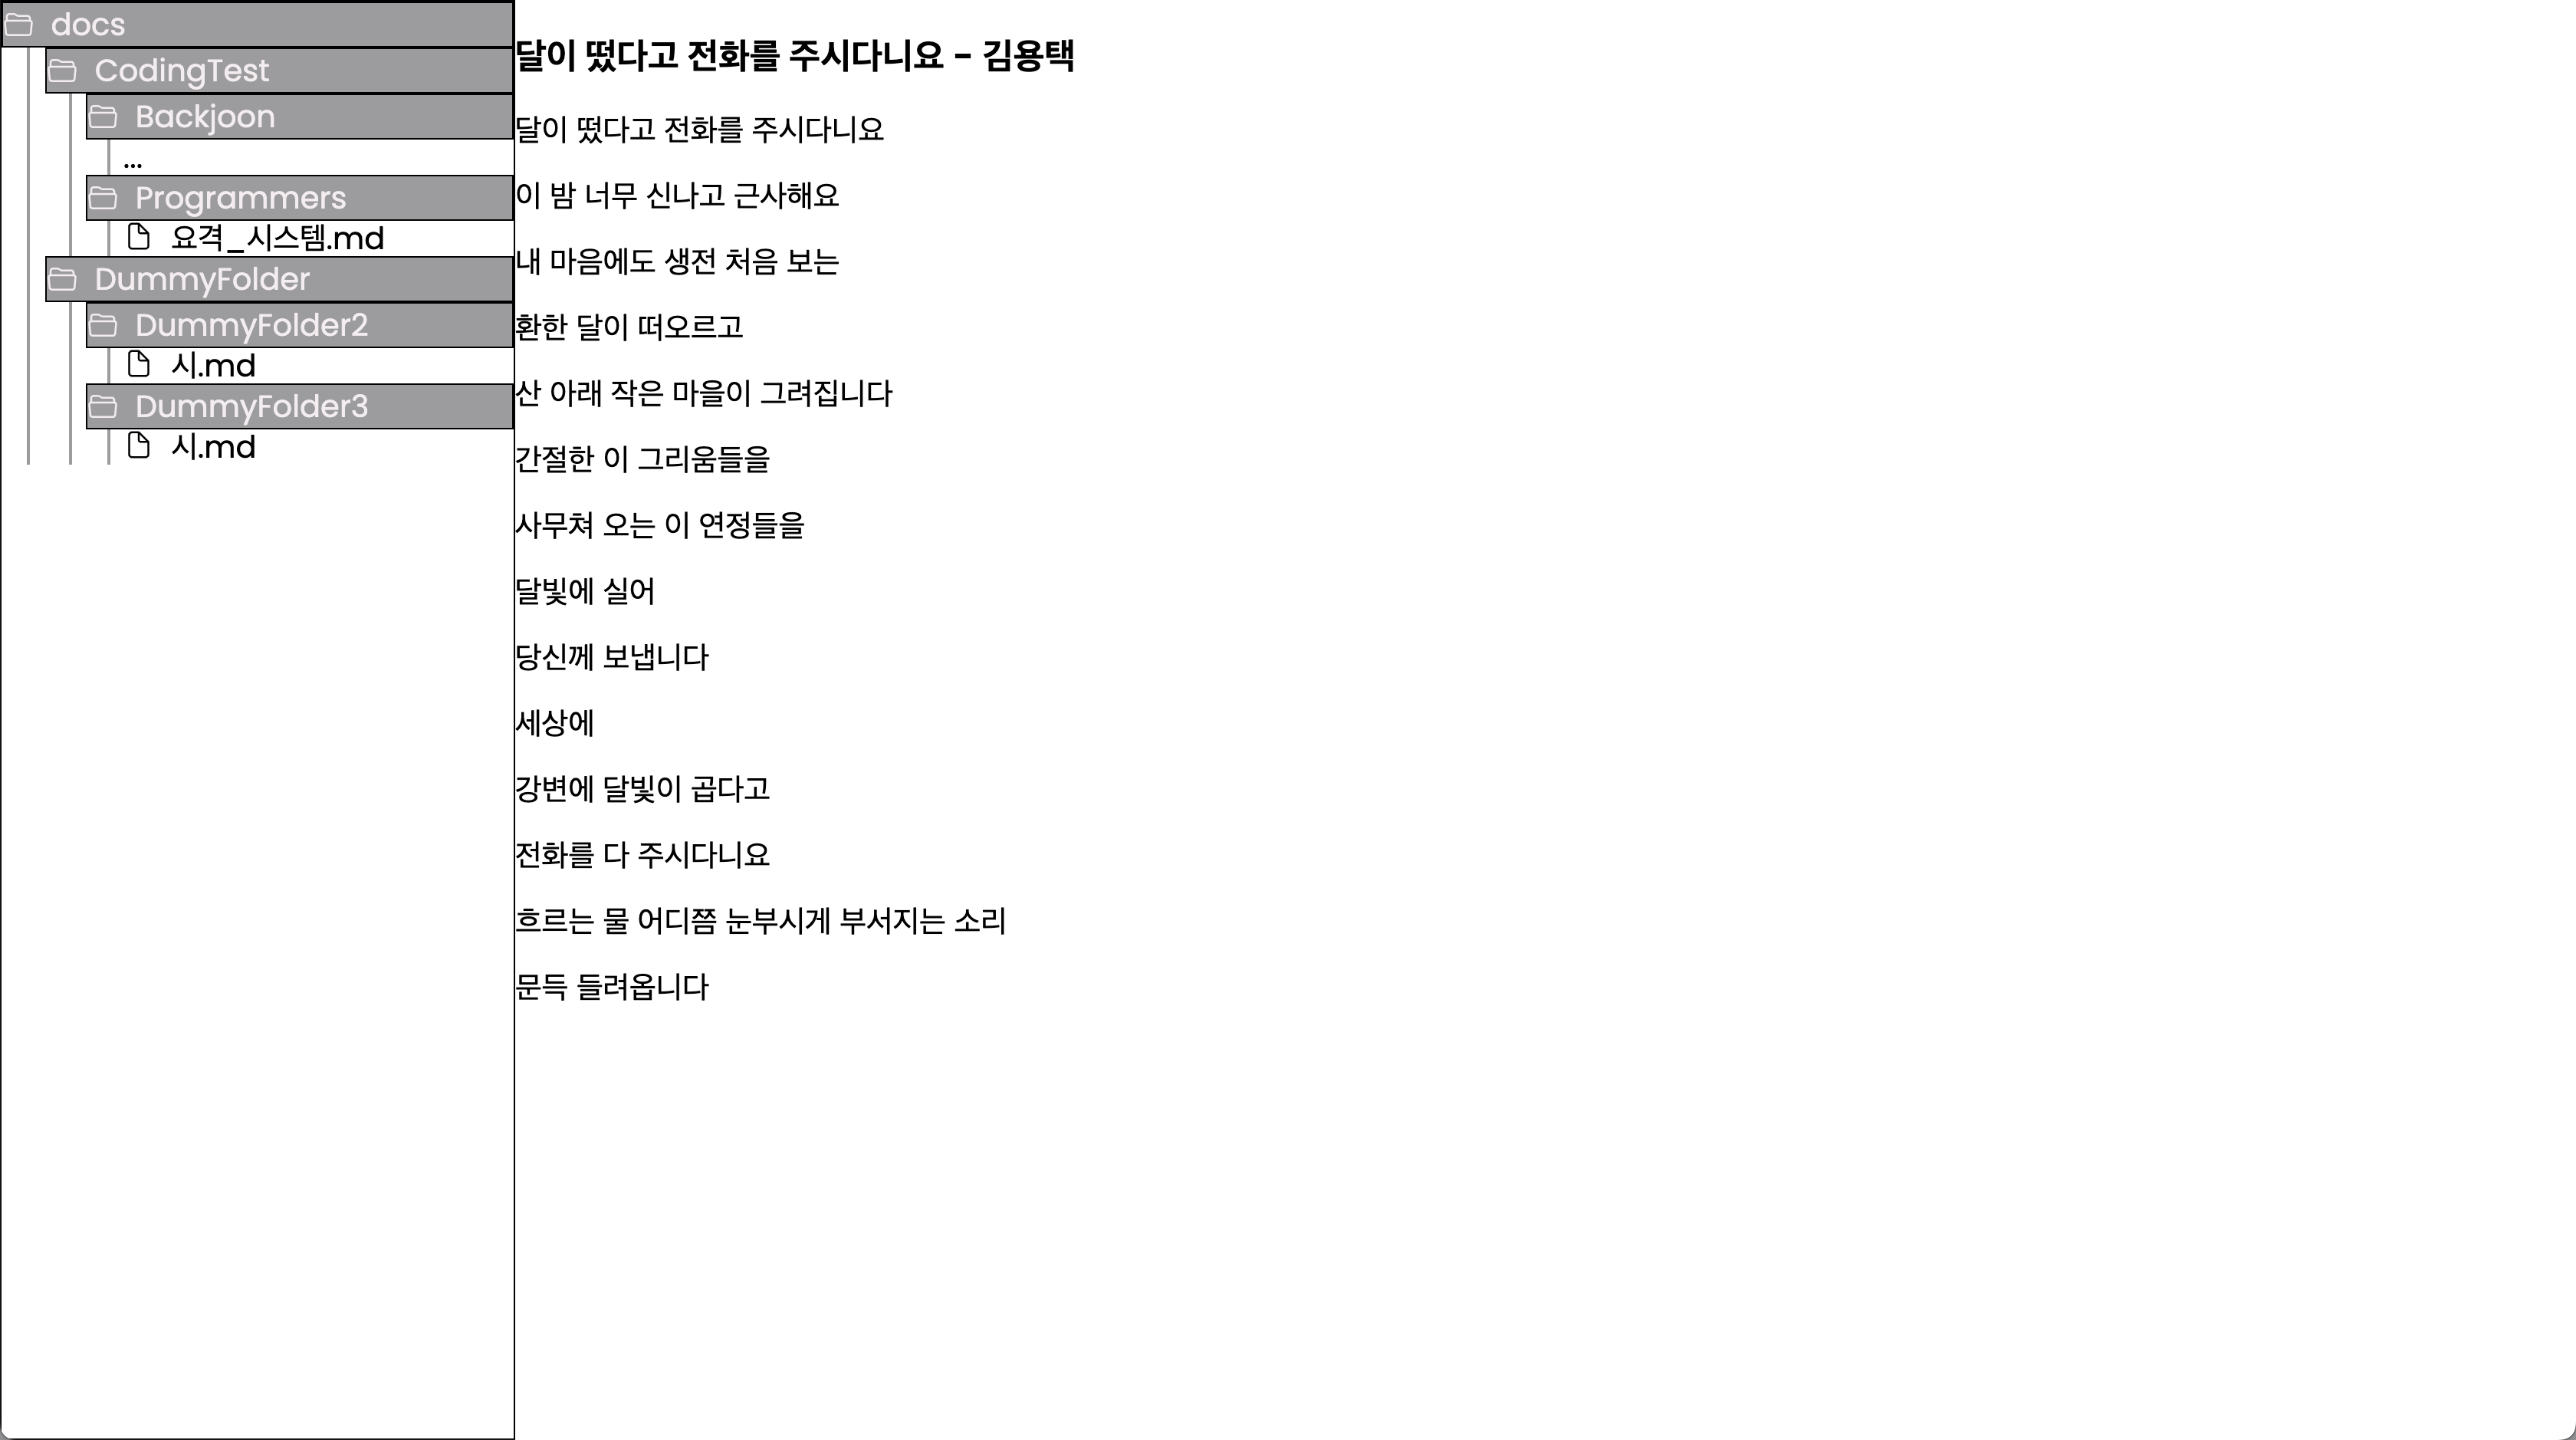 docs
CodingTest
Backjoon
...
Programmers
요격_시스템.md
DummyFolder
DummyFolder2
시.md
DummyFolder3
시.md
달이 떴다고 전화를 주시다니요 - 김용택
달이 떴다고 전화를 주시다니요
이 밤 너무 신나고 근사해요
내 마음에도 생전 처음 보는
환한 달이 떠오르고
산 아래 작은 마을이 그려집니다
간절한 이 그리움들을
사무쳐 오는 이 연정들을
달빛에 실어
당신께 보냅니다
세상에
강변에 달빛이 곱다고
전화를 다 주시다니요
흐르는 물 어디쯤 눈부시게 부서지는 소리
문득 들려옵니다